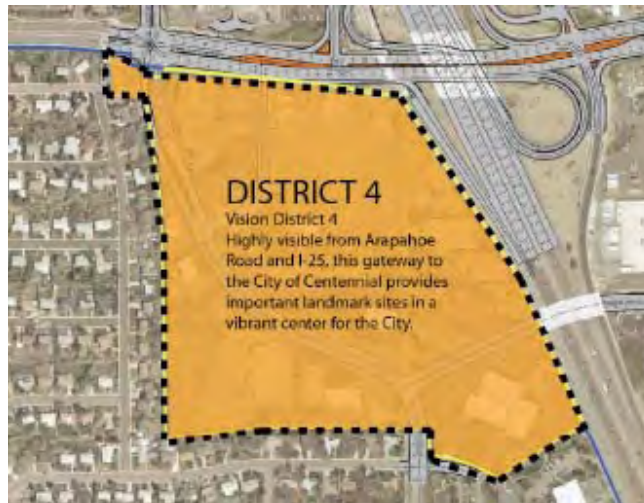 DISTRICT 4
Vision District 4
Highly visible from Arapahoe
Road and I-25, this gateway to
the City of Centennial provides
important landmark sites in a
vibrant center for the City.